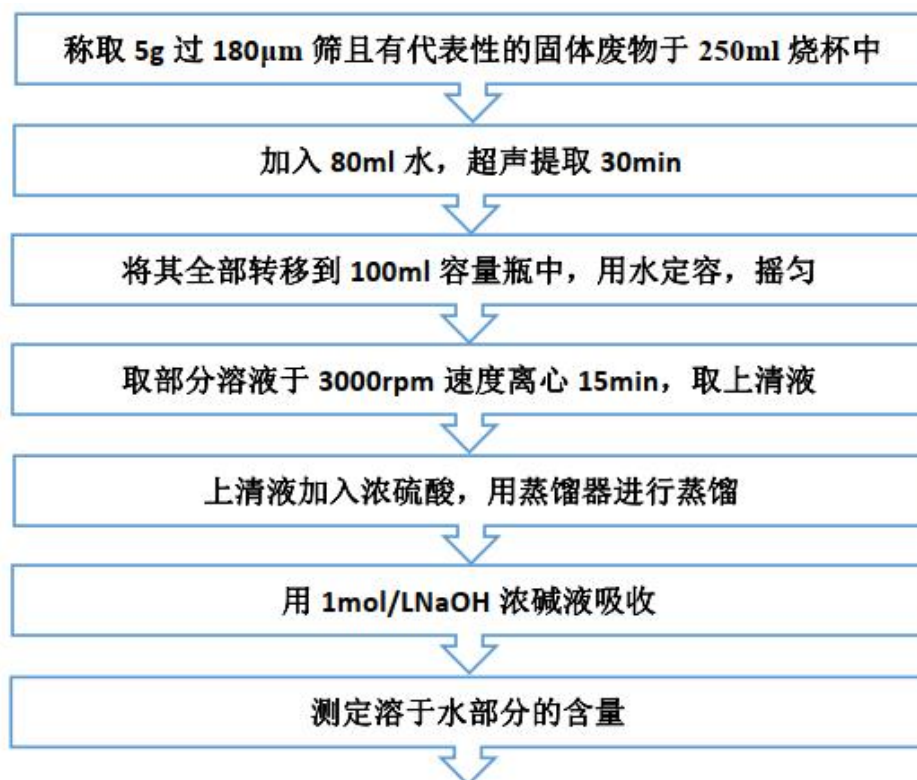 称取 5g 过 180μm 筛且有代表性的固体废物于 250ml 烧杯中
加入 80ml 水，超声提取 30min
将其全部转移到 100ml 容量瓶中，用水定容，摇匀
取部分溶液于 3000rpm 速度离心 15min，取上清液
上清液加入浓硫酸，用蒸馏器进行蒸馏
用 1mol/LNaOH 浓碱液吸收
测定溶于水部分的含量